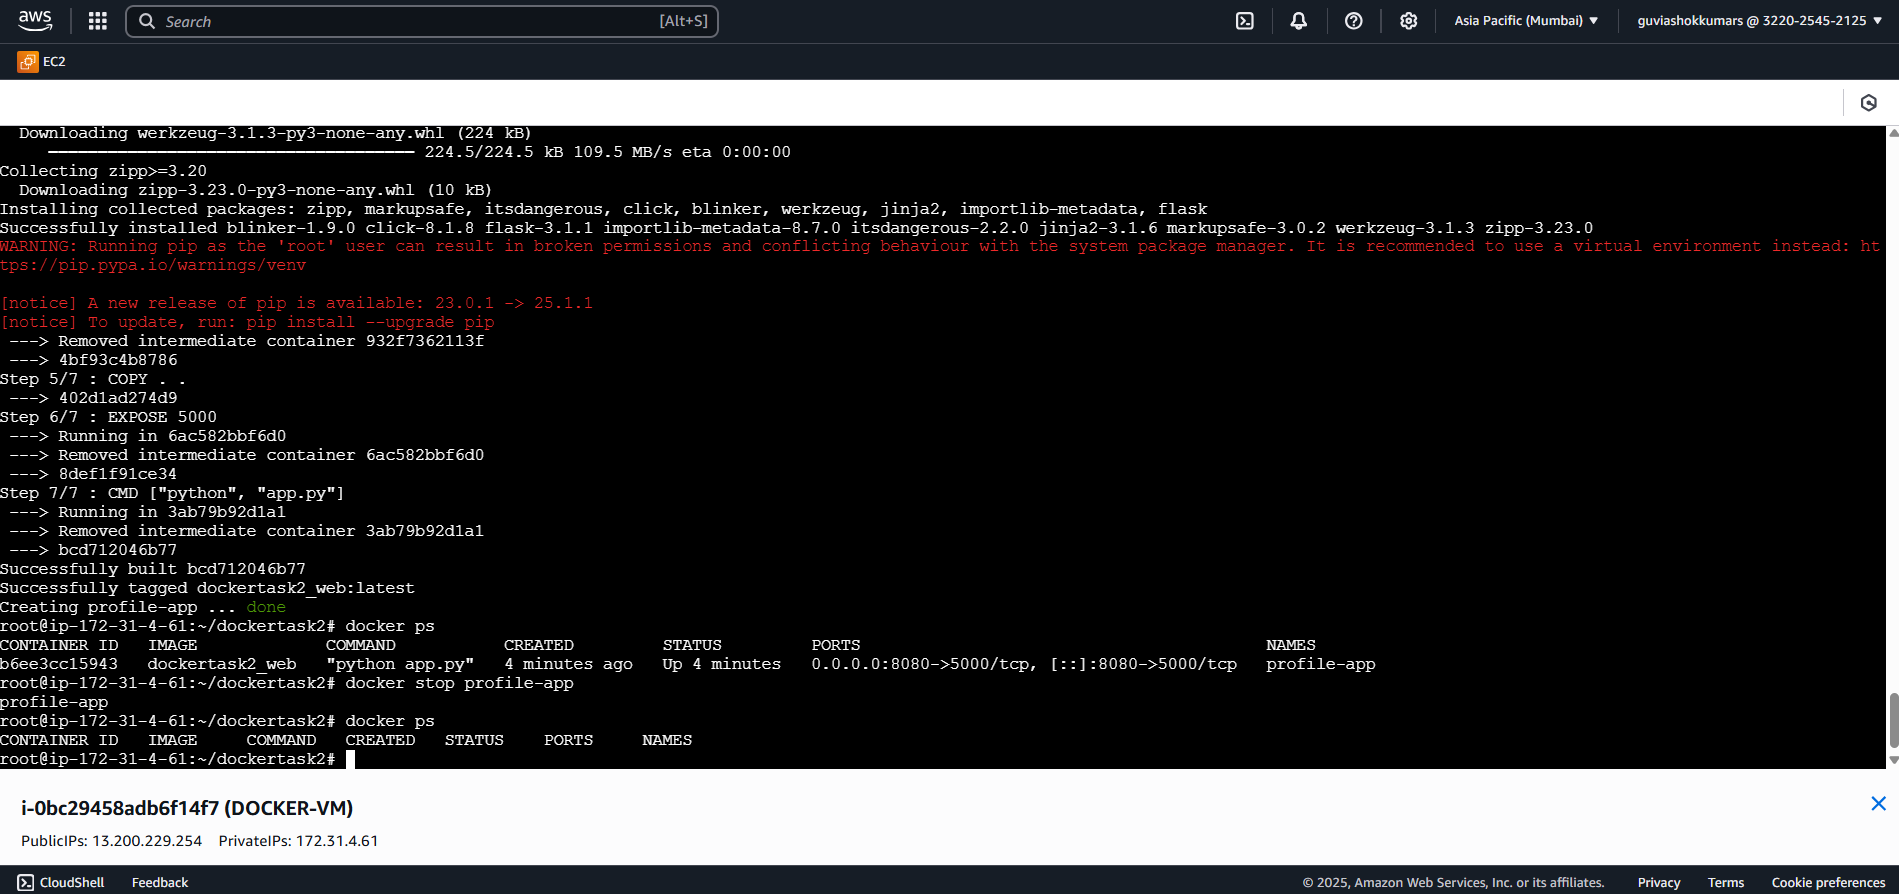 aws
Search [Alt+S]
Asia Pacific (Mumbai)
guviashokkumars @ 3220-2545-2125
EC2
Downloading werkzeug-3.1.3-py3-none-any.whl (224 kB)
224.5/224.5 kB 109.5 MB/s eta 0:00:00
Collecting zipp>=3.20
Downloading zipp-3.23.0-py3-none-any.whl (10 kB)
Installing collected packages: zipp, markupsafe, itsdangerous, click, blinker, werkzeug, jinja2, importlib-metadata, flask
Successfully installed blinker-1.9.0 click-8.1.8 flask-3.1.1 importlib-metadata-8.7.0 itsdangerous-2.2.0 jinja2-3.1.6 markupsafe-3.0.2 werkzeug-3.1.3 zipp-3.23.0
WARNING: Running pip as the 'root' user can result in broken permissions and conflicting behaviour with the system package manager. It is recommended to use a virtual environment instead: ht
tps://pip.pypa.io/warnings/venv
[notice] A new release of pip is available: 23.0.1 -> 25.1.1
[notice] To update, run: pip install --upgrade pip
---> Removed intermediate container 932f7362113f
---> 4bf93c4b8786
Step 5/7 : COPY . .
---> 402d1ad274d9
Step 6/7 : EXPOSE 5000
---> Running in 6ac582bbf6d0
---> Removed intermediate container 6ac582bbf6d0
---> 8def1f91ce34
Step 7/7 : CMD ["python", "app.py"]
---> Running in 3ab79b92d1a1
---> Removed intermediate container 3ab79b92d1a1
---> bcd712046b77
Successfully built bcd712046b77
Successfully tagged dockertask2_web:latest
Creating profile-app ... done
root@ip-172-31-4-61:~/dockertask2# docker ps
CONTAINER ID IMAGE COMMAND CREATED STATUS PORTS NAMES
b6ee3cc15943 dockertask2_web "python app.py" 4 minutes ago Up 4 minutes 0.0.0.0:8080->5000/tcp, [::]:8080->5000/tcp profile-app
root@ip-172-31-4-61:~/dockertask2# docker stop profile-app
profile-app
root@ip-172-31-4-61:~/dockertask2# docker ps
CONTAINER ID IMAGE COMMAND CREATED STATUS PORTS NAMES
root@ip-172-31-4-61:~/dockertask2#
i-0bc29458adb6f14f7 (DOCKER-VM)
PublicIPs: 13.200.229.254 PrivateIPs: 172.31.4.61
CloudShell Feedback © 2025, Amazon Web Services, Inc. or its affiliates. Privacy Terms Cookie preferences